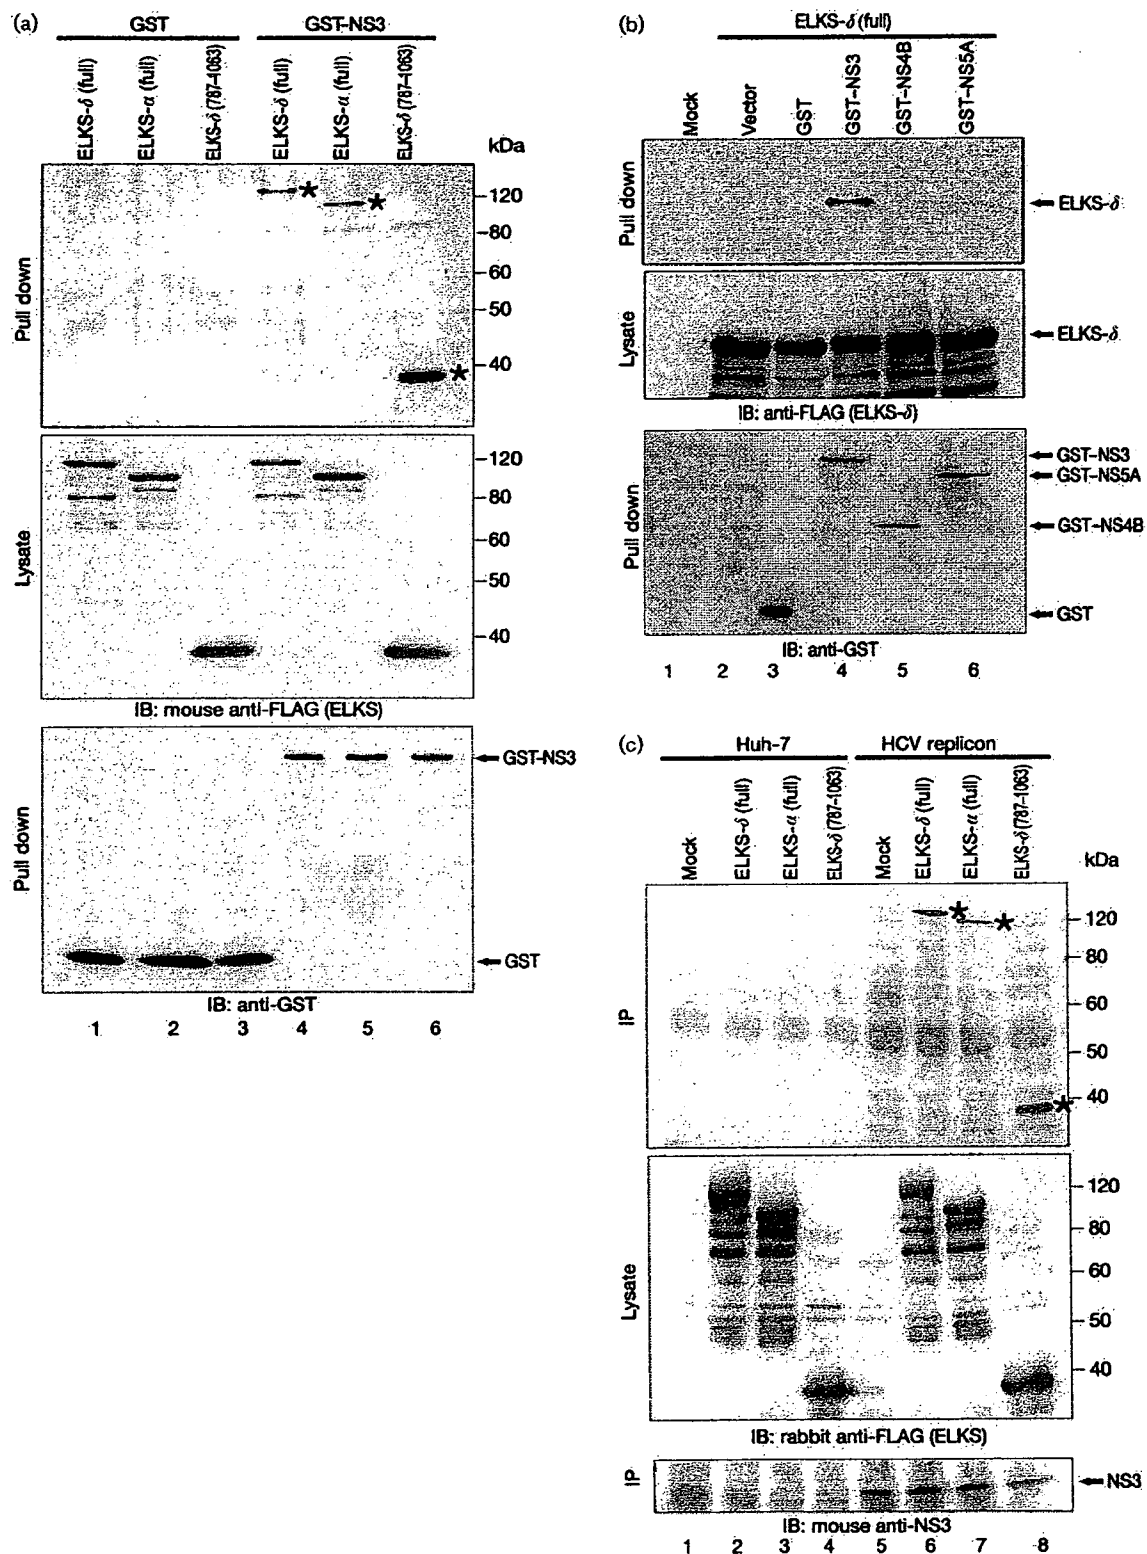 (a)
GST GST-NS3
ELKS-δ (full)
ELKS-α (full)
ELKS-δ (787–1063)
ELKS-δ (full)
ELKS-α (full)
ELKS-δ (787–1063)
kDa
Pull down
120
80
60
50
40
Lysate
120
80
60
50
40
IB: mouse anti-FLAG (ELKS)
Pull down
GST-NS3
GST
IB: anti-GST
1 2 3 4 5 6
(b)
ELKS-δ (full)
Mock
Vector
GST
GST–NS3
GST–NS4B
GST–NS5A
Pull down
ELKS-δ
Lysate
ELKS-δ
IB: anti-FLAG (ELKS-δ)
Pull down
GST–NS3
GST–NS5A
GST–NS4B
GST
IB: anti-GST
1 2 3 4 5 6
(c)
Huh-7 HCV replicon
Mock
ELKS-δ (full)
ELKS-α (full)
ELKS-δ (787–1063)
Mock
ELKS-δ (full)
ELKS-α (full)
ELKS-δ (787–1063)
kDa
IP
120
80
60
50
40
Lysate
120
80
60
50
40
IB: rabbit anti-FLAG (ELKS)
IP
NS3
IB: mouse anti-NS3
1 2 3 4 5 6 7 8